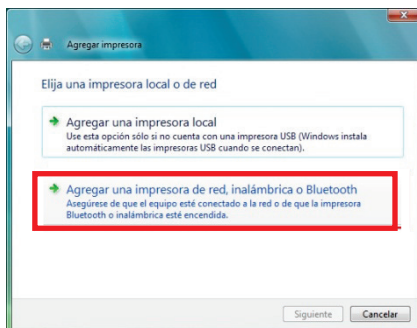 Agregar impresora
Elija una impresora local o de red
Agregar una impresora local
Use esta opción sólo si no cuenta con una impresora USB (Windows instala
automáticamente las impresoras USB cuando se conectan).
Agregar una impresora de red, inalámbrica o Bluetooth
Asegúrese de que el equipo esté conectado a la red o de que la impresora
Bluetooth o inalámbrica esté encendida.
Siguiente
Cancelar